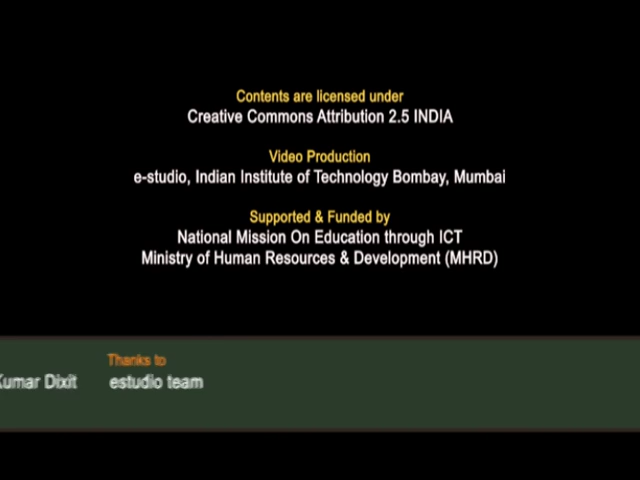 Contents are licensed under
Creative Commons Attribution 2.5 INDIA
Video Production
e-studio, Indian Institute of Technology Bombay, Mumbai
Supported & Funded by
National Mission On Education through ICT
Ministry of Human Resources & Development (MHRD)
Thanks to
Kumar Dixit estudio team